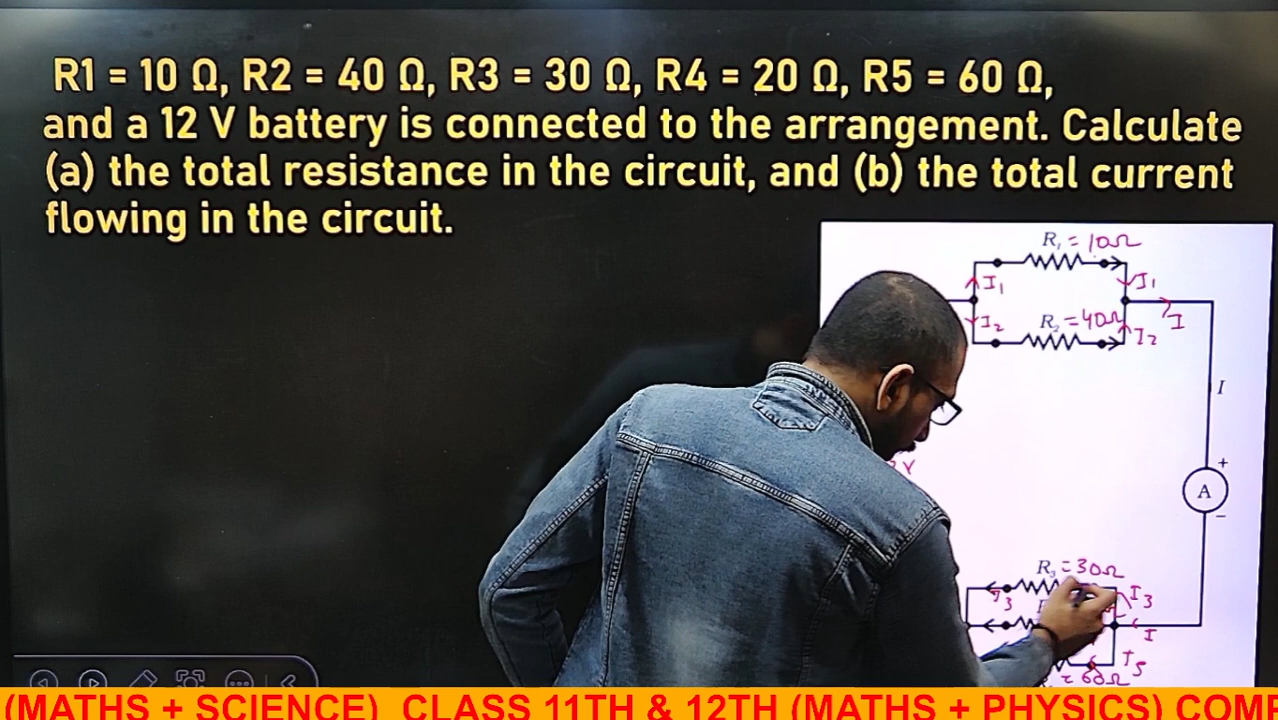 R1 = 10 Ω, R2 = 40 Ω, R3 = 30 Ω, R4 = 20 Ω, R5 = 60 Ω,
and a 12 V battery is connected to the arrangement. Calculate
(a) the total resistance in the circuit, and (b) the total current
flowing in the circuit.
R₁ = 10Ω
I₁
I₁
R₂ = 40Ω
I₂
I₂
I
I
+
A
−
R₃ = 30Ω
I₃
I₃
I
I₅
= 60Ω
(MATHS + SCIENCE) CLASS 11TH & 12TH (MATHS + PHYSICS) COMP